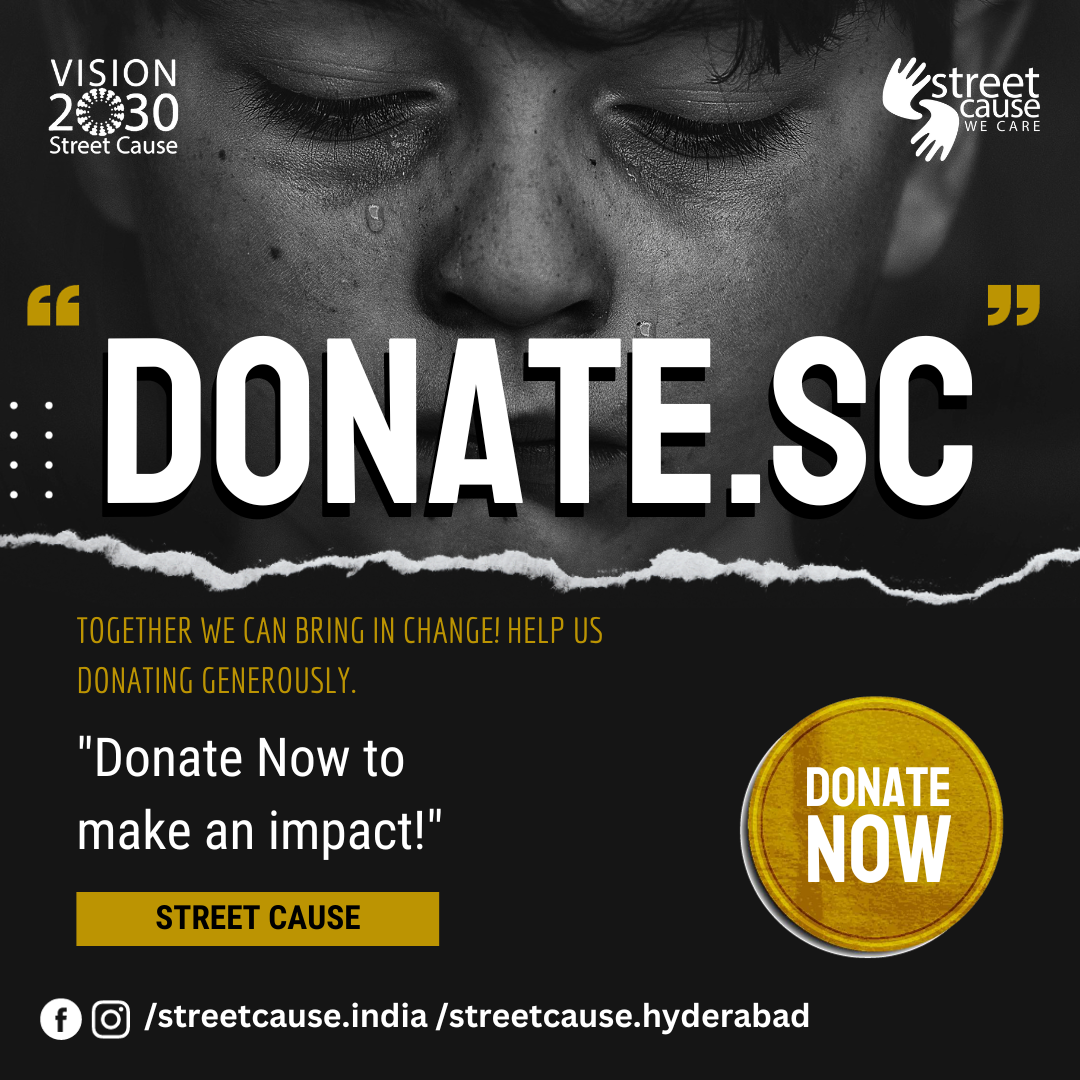 VISION
2030
Street Cause
street
cause
WE CARE
“ ”
DONATE.SC
TOGETHER WE CAN BRING IN CHANGE! HELP US
DONATING GENEROUSLY.
"Donate Now to
make an impact!"
STREET CAUSE
DONATE
NOW
/streetcause.india /streetcause.hyderabad